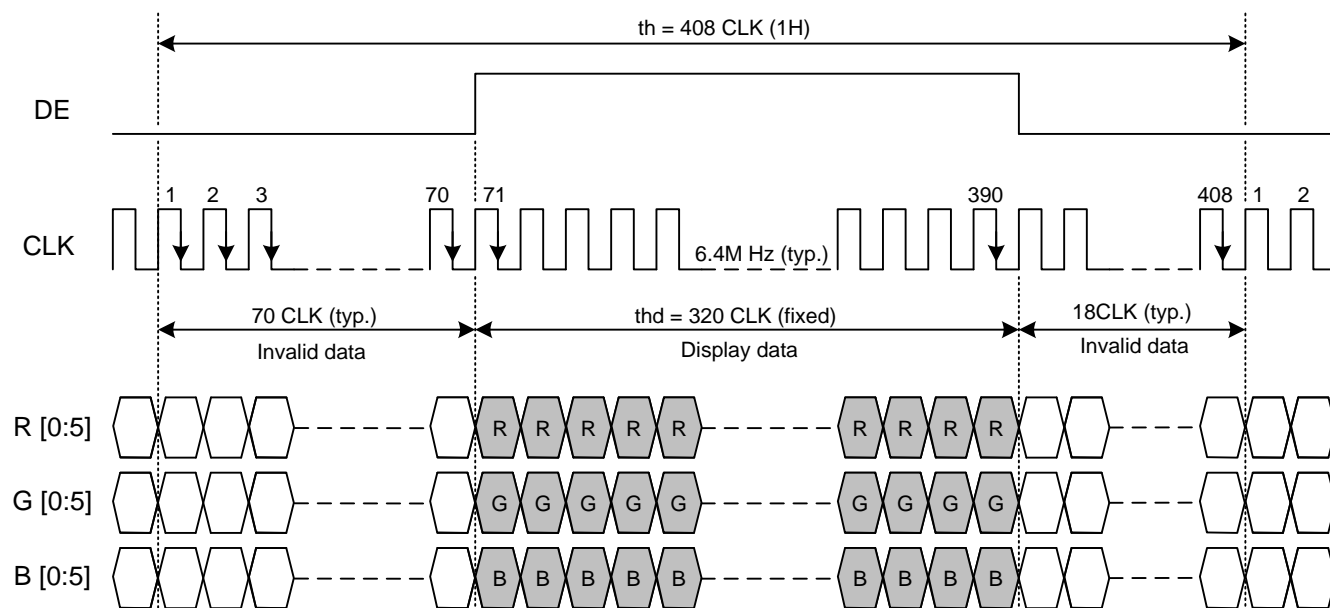 th = 408 CLK (1H)
DE
1 2 3 70 71 390 408 1 2
CLK
6.4M Hz (typ.)
70 CLK (typ.) thd = 320 CLK (fixed) 18CLK (typ.)
Invalid data Display data Invalid data
R [0:5] R R R R R R R R R
G [0:5] G G G G G G G G G
B [0:5] B B B B B B B B B